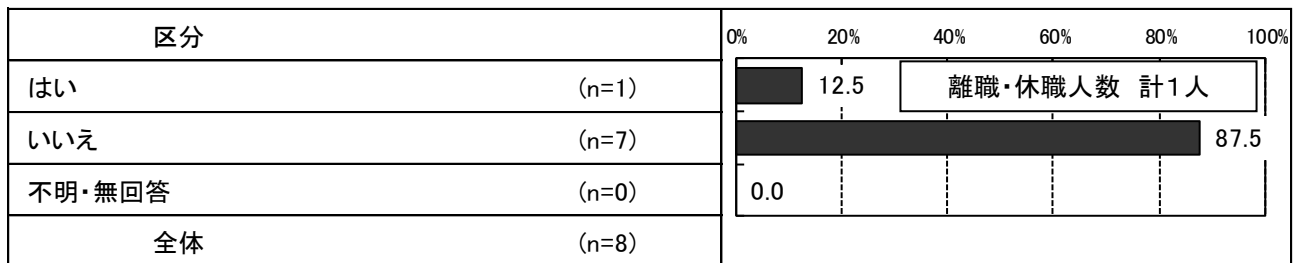 区分 0% 20% 40% 60% 80% 100%
はい (n=1) 12.5 離職・休職人数 計1人
いいえ (n=7) 87.5
不明・無回答 (n=0) 0.0
全体 (n=8)